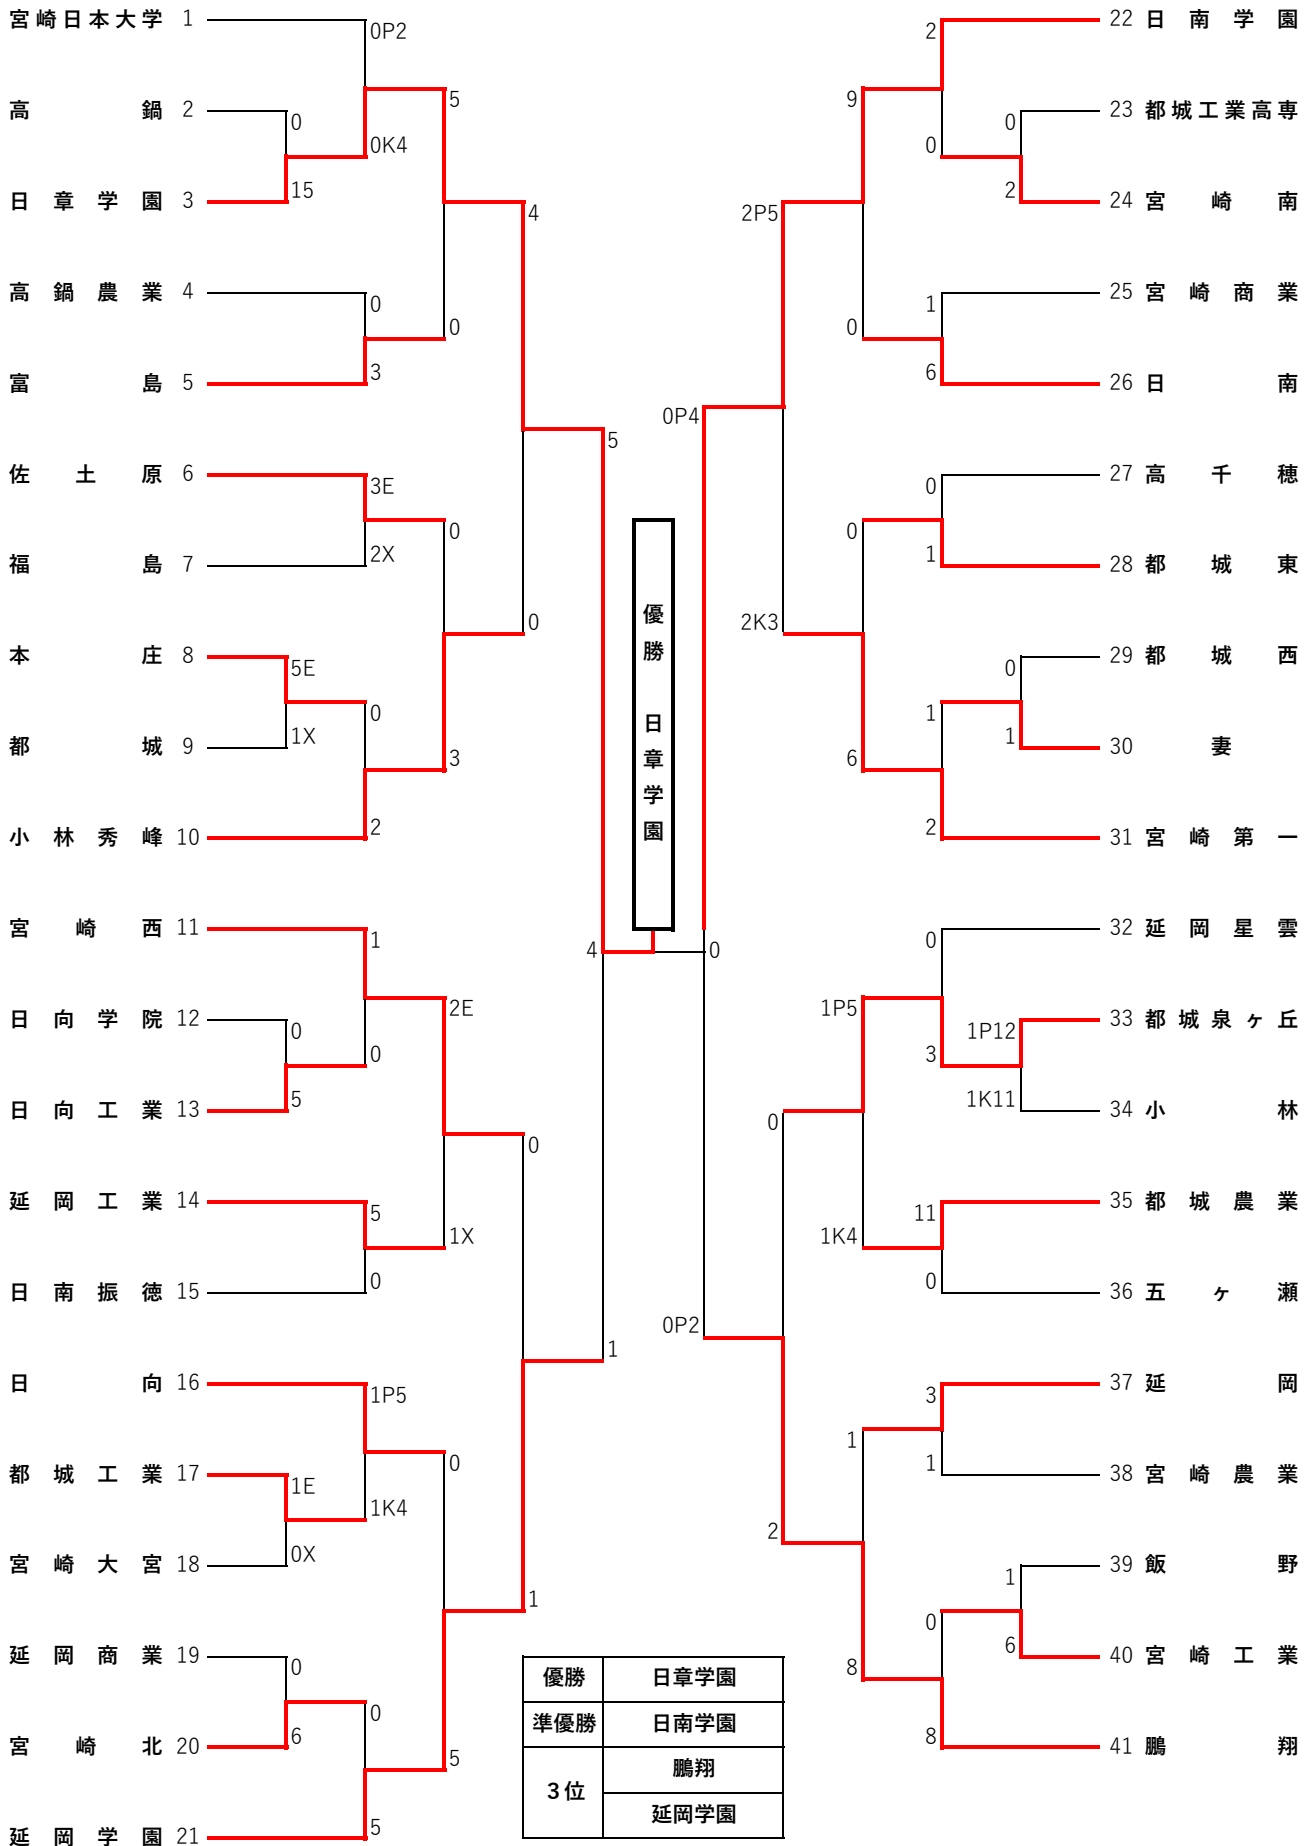 宮崎日本大学 1
0P2
高鍋 2
0
0K4
5
日章学園 3
15
4
高鍋農業 4
0
0
富島 5
3
5
佐土原 6
3E
0
福島 7
2X
0
本庄 8
5E
0
都城 9
1X
3
小林秀峰 10
2
宮崎西 11
1
4
日向学院 12
0
2E
0
日向工業 13
5
0
延岡工業 14
5
1X
日南振徳 15
0
1
日向 16
1P5
0
都城工業 17
1E
1K4
宮崎大宮 18
0X
1
延岡商業 19
0
0
宮崎北 20
6
5
延岡学園 21
5
優勝 日章学園
22 日南学園
2
9
23 都城工業高専
0
0
24 宮崎南
2
2P5
25 宮崎商業
1
0
26 日南
6
0P4
27 高千穂
0
0
28 都城東
1
2K3
29 都城西
0
1
30 妻
1
6
31 宮崎第一
2
32 延岡星雲
0
0
33 都城泉ヶ丘
1P12
1P5
3
34 小林
1K11
0
35 都城農業
11
1K4
36 五ヶ瀬
0
0P2
37 延岡
3
1
38 宮崎農業
1
2
39 飯野
1
0
40 宮崎工業
6
8
41 鵬翔
8
優勝 日章学園
準優勝 日南学園
3位 鵬翔
延岡学園